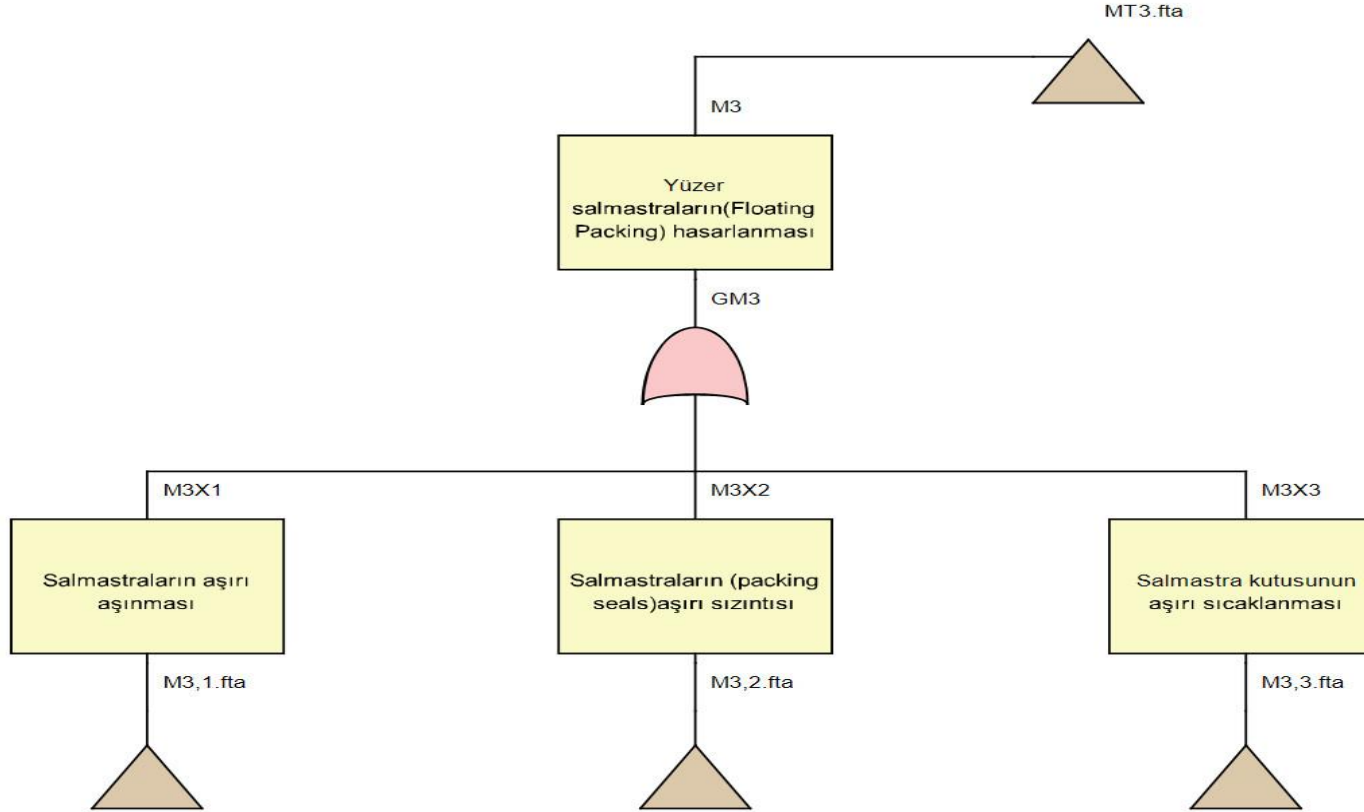 MT3.fta
M3
Yüzer
salmastraların(Floating
Packing) hasarlanması
GM3
M3X1
M3X2
M3X3
Salmastraların aşırı
aşınması
Salmastraların (packing
seals)aşırı sızıntısı
Salmastra kutusunun
aşırı sıcaklanması
M3,1.fta
M3,2.fta
M3,3.fta